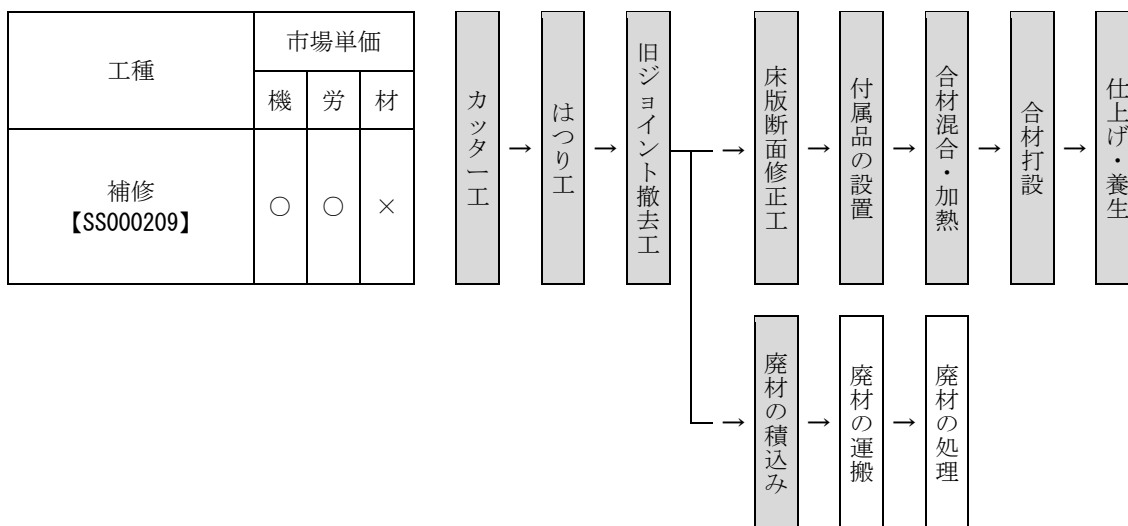 工種
市場単価
機 労 材
補修
【SS000209】
○ ○ ×
カッター工
→
はつり工
→
旧ジョイント撤去工
→
床版断面修正工
→
付属品の設置
→
合材混合・加熱
→
合材打設
→
仕上げ・養生
→
廃材の積込み
→
廃材の運搬
→
廃材の処理